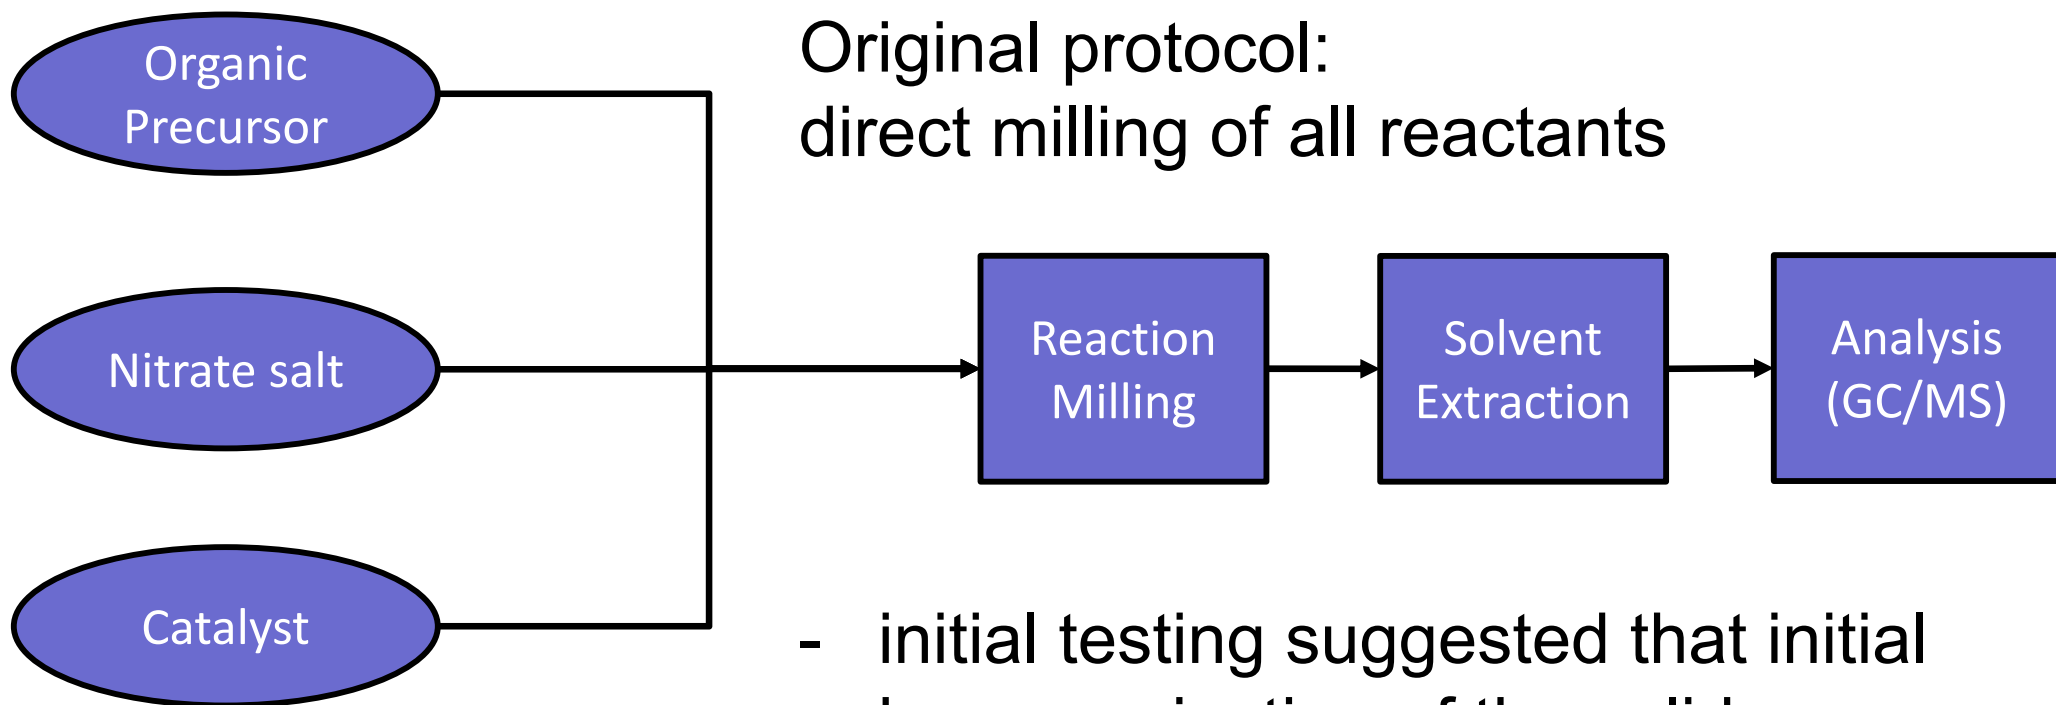 Organic
Precursor
Original protocol:
direct milling of all reactants
Nitrate salt
Reaction
Milling
Solvent
Extraction
Analysis
(GC/MS)
Catalyst
- initial testing suggested that initial